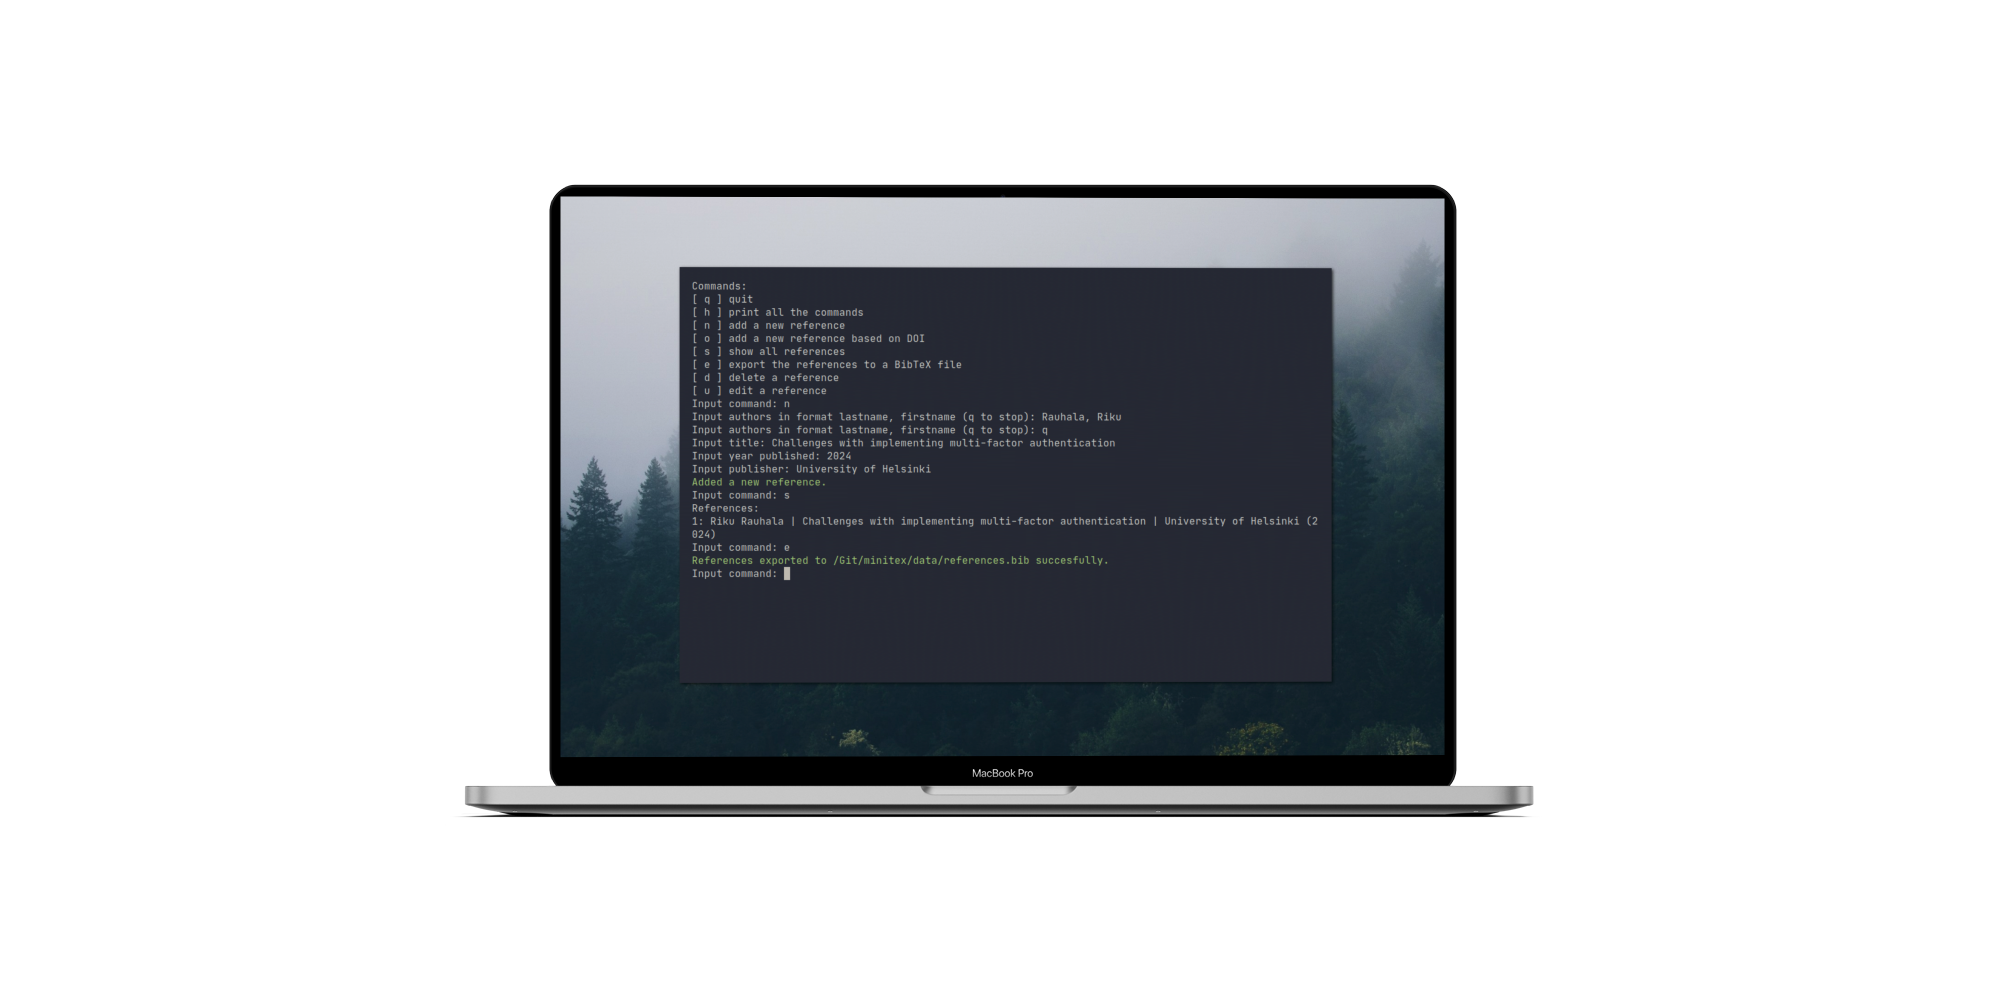 Commands:
[ q ] quit
[ h ] print all the commands
[ n ] add a new reference
[ o ] add a new reference based on DOI
[ s ] show all references
[ e ] export the references to a BibTeX file
[ d ] delete a reference
[ u ] edit a reference
Input command: n
Input authors in format lastname, firstname (q to stop): Rauhala, Riku
Input authors in format lastname, firstname (q to stop): q
Input title: Challenges with implementing multi-factor authentication
Input year published: 2024
Input publisher: University of Helsinki
Added a new reference.
Input command: s
References:
1: Riku Rauhala | Challenges with implementing multi-factor authentication | University of Helsinki (2
024)
Input command: e
References exported to /Git/minitex/data/references.bib succesfully.
Input command:
MacBook Pro